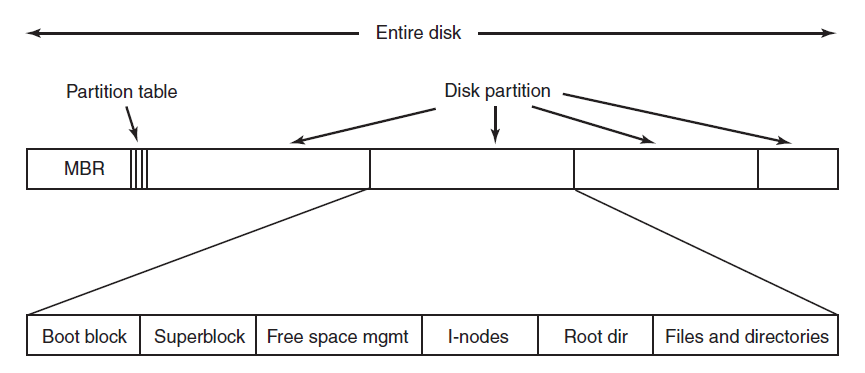 Entire disk
Partition table
Disk partition
MBR
Boot block
Superblock
Free space mgmt
I-nodes
Root dir
Files and directories